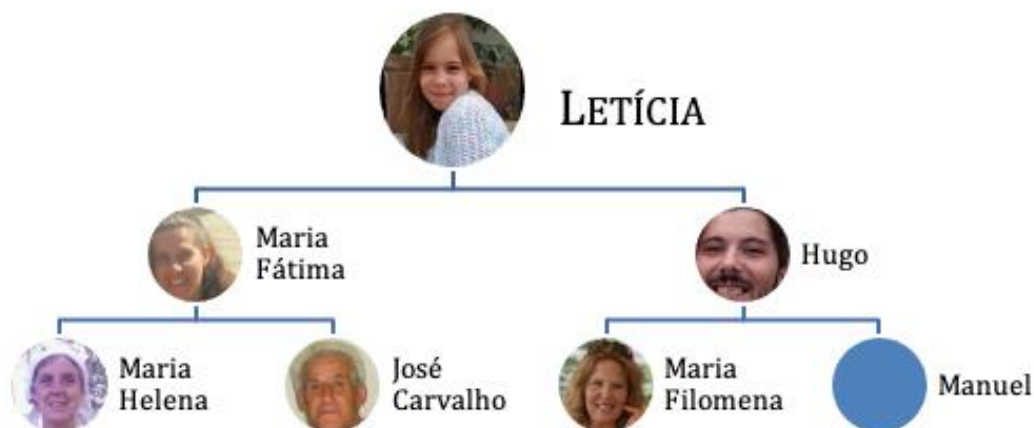 LETÍCIA
Maria
Fátima
Hugo
Maria
Helena
José
Carvalho
Maria
Filomena
Manuel